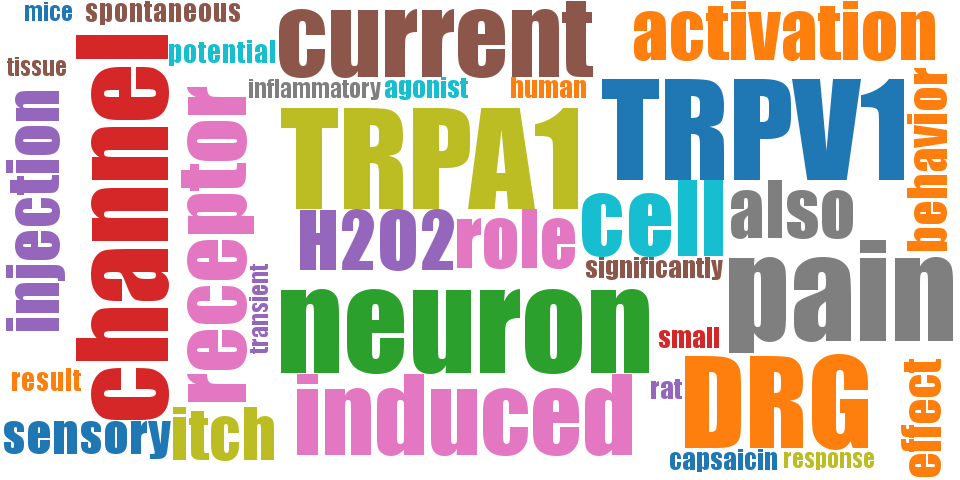 mice
spontaneous
current
activation
tissue
potential
inflammatory
agonist
human
injection
channel
receptor
TRPA1
TRPV1
behavior
H2O2
role
cell
also
significantly
transient
neuron
pain
small
result
induced
rat
DRG
effect
sensory
itch
capsaicin
response